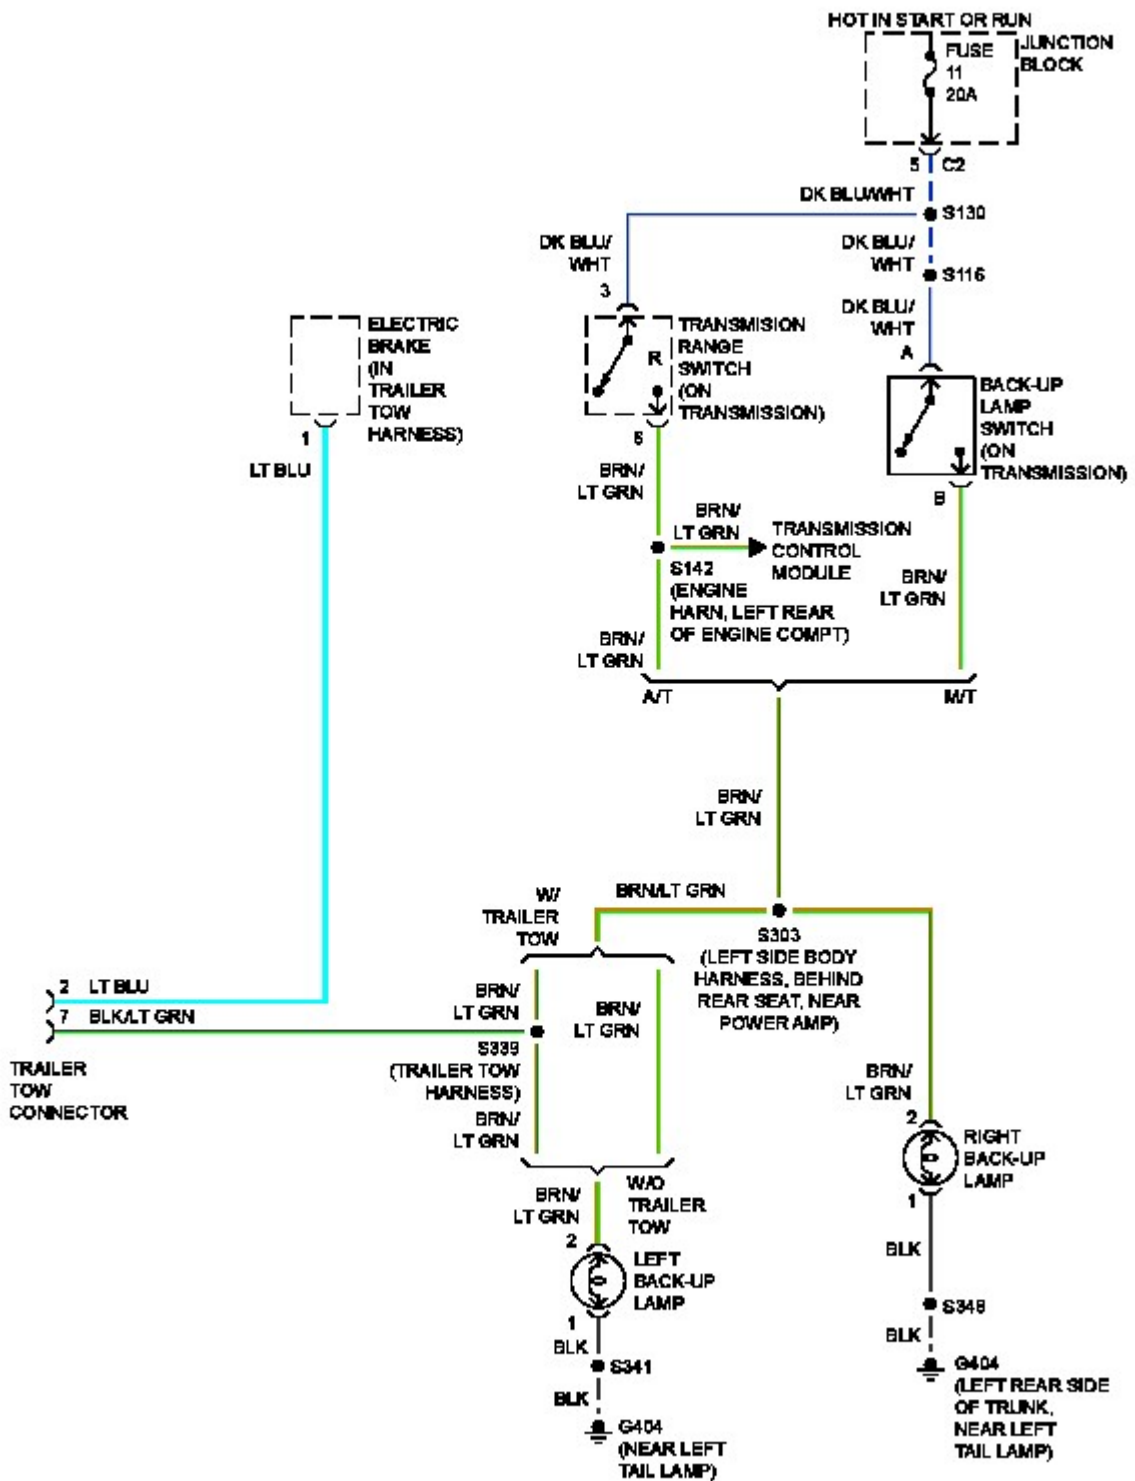 HOT IN START OR RUN
FUSE
11
20A
JUNCTION
BLOCK
5 C2
DK BLU/WHT
S130
DK BLU/
WHT
DK BLU/
WHT
S116
3
DK BLU/
WHT
A
ELECTRIC
BRAKE
(IN
TRAILER
TOW
HARNESS)
1
LT BLU
R
TRANSMISION
RANGE
SWITCH
(ON
TRANSMISSION)
6
BACK-UP
LAMP
SWITCH
(ON
TRANSMISSION)
B
BRN/
LT GRN
BRN/
LT GRN
TRANSMISSION
CONTROL
MODULE
S142
(ENGINE
HARN, LEFT REAR
OF ENGINE COMPT)
BRN/
LT GRN
BRN/
LT GRN
A/T
M/T
BRN/
LT GRN
W/
TRAILER
TOW
BRN/LT GRN
S303
(LEFT SIDE BODY
HARNESS, BEHIND
REAR SEAT, NEAR
POWER AMP)
2 LT BLU
7 BLK/LT GRN
TRAILER
TOW
CONNECTOR
BRN/
LT GRN
BRN/
LT GRN
S339
(TRAILER TOW
HARNESS)
BRN/
LT GRN
BRN/
LT GRN
2
RIGHT
BACK-UP
LAMP
1
W/O
TRAILER
TOW
BRN/
LT GRN
2
LEFT
BACK-UP
LAMP
1
BLK
S341
BLK
G404
(NEAR LEFT
TAIL LAMP)
BLK
S348
BLK
G404
(LEFT REAR SIDE
OF TRUNK,
NEAR LEFT
TAIL LAMP)